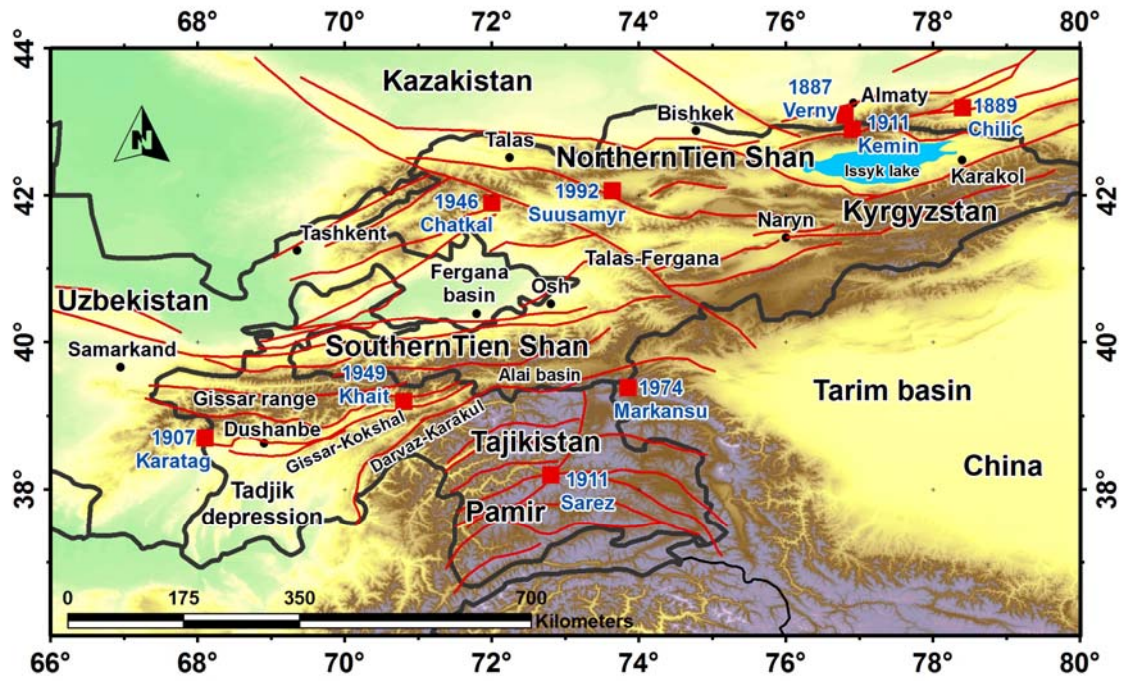 68° 70° 72° 74° 76° 78° 80°
44°
Kazakistan
1887
Verny
Almaty
1889
Chilic
Bishkek
1911
Kemin
N
Talas
NorthernTien Shan
Issyk lake
Karakol
42°
42°
1992
Suusamyr
1946
Chatkal
Kyrgyzstan
Naryn
Tashkent
Talas-Fergana
Fergana
basin
Osh
Uzbekistan
40°
40°
Samarkand
SouthernTien Shan
1949
Khait
Alai basin
1974
Markansu
Tarim basin
Gissar range
Dushanbe
Gissar-Kokshal
Darvaz-Karakul
1907
Karatag
Tajikistan
China
38°
38°
1911
Sarez
Tadjik
depression
Pamir
0 175 350 700
Kilometers
66° 68° 70° 72° 74° 76° 78° 80°